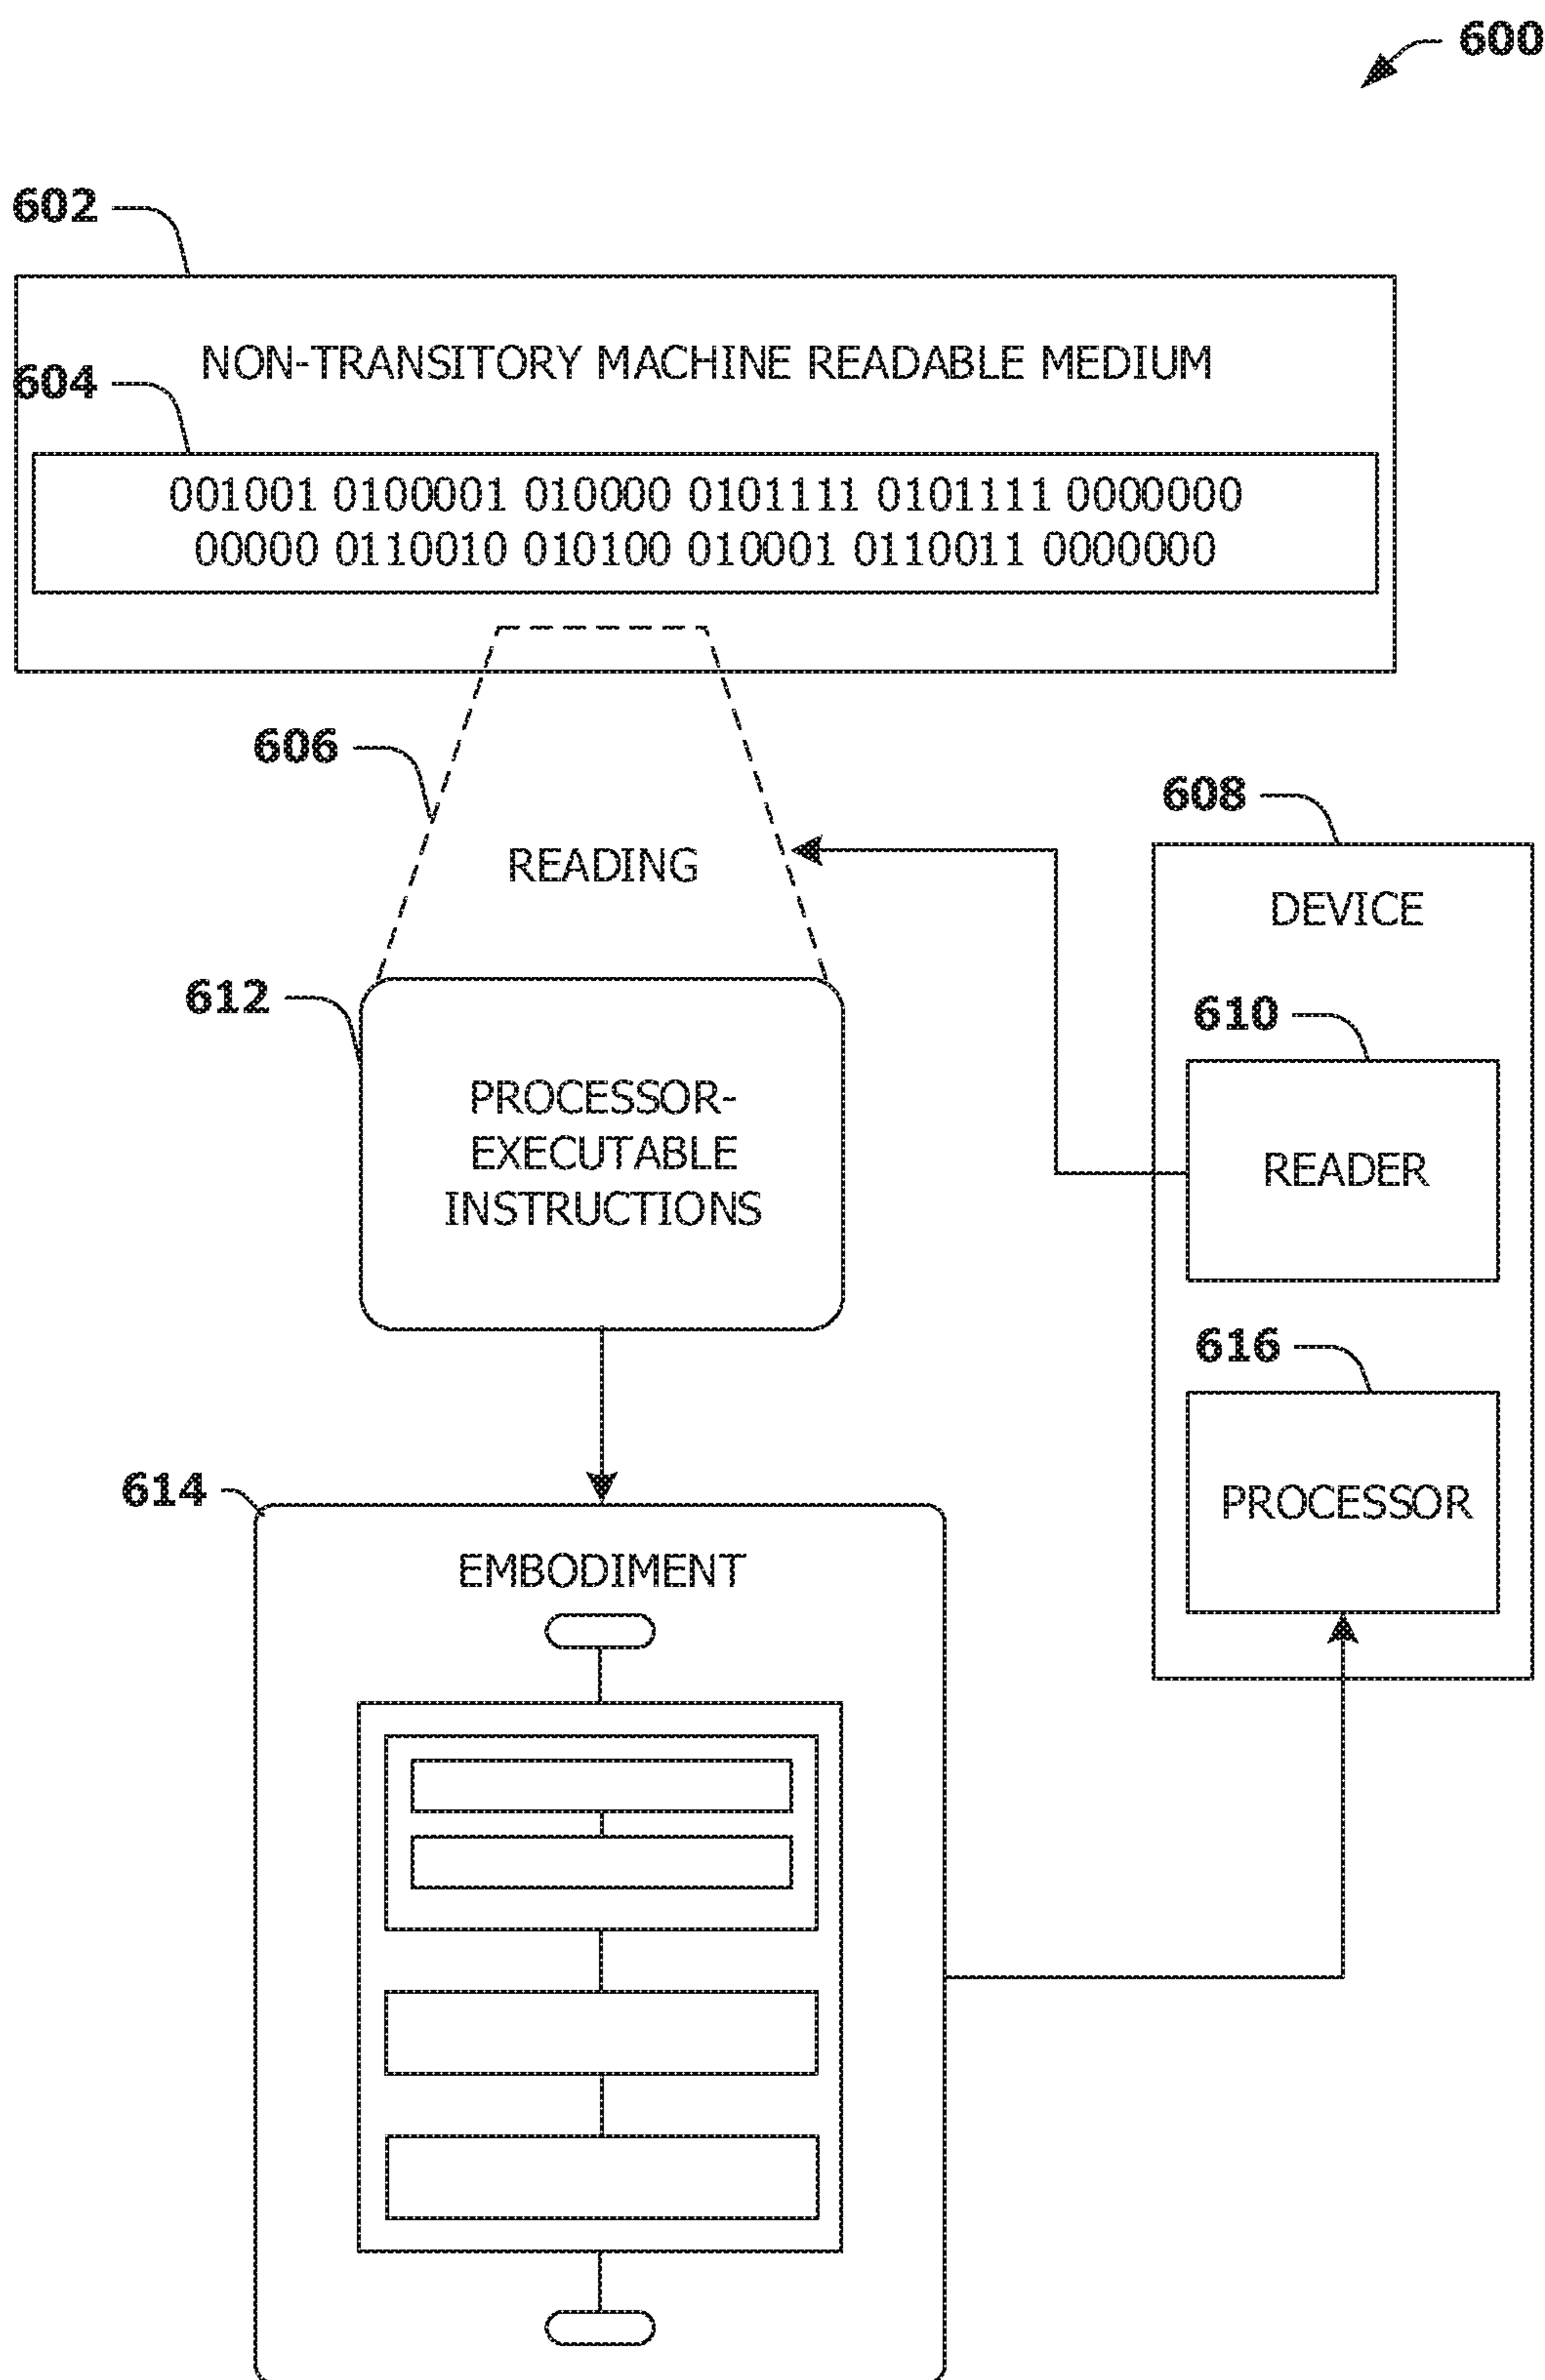 600
602
NON-TRANSITORY MACHINE READABLE MEDIUM
604
001001 0100001 010000 0101111 0101111 0000000
00000 0110010 010100 010001 0110011 0000000
606
READING
608
DEVICE
610
READER
612
PROCESSOR-
EXECUTABLE
INSTRUCTIONS
616
PROCESSOR
614
EMBODIMENT